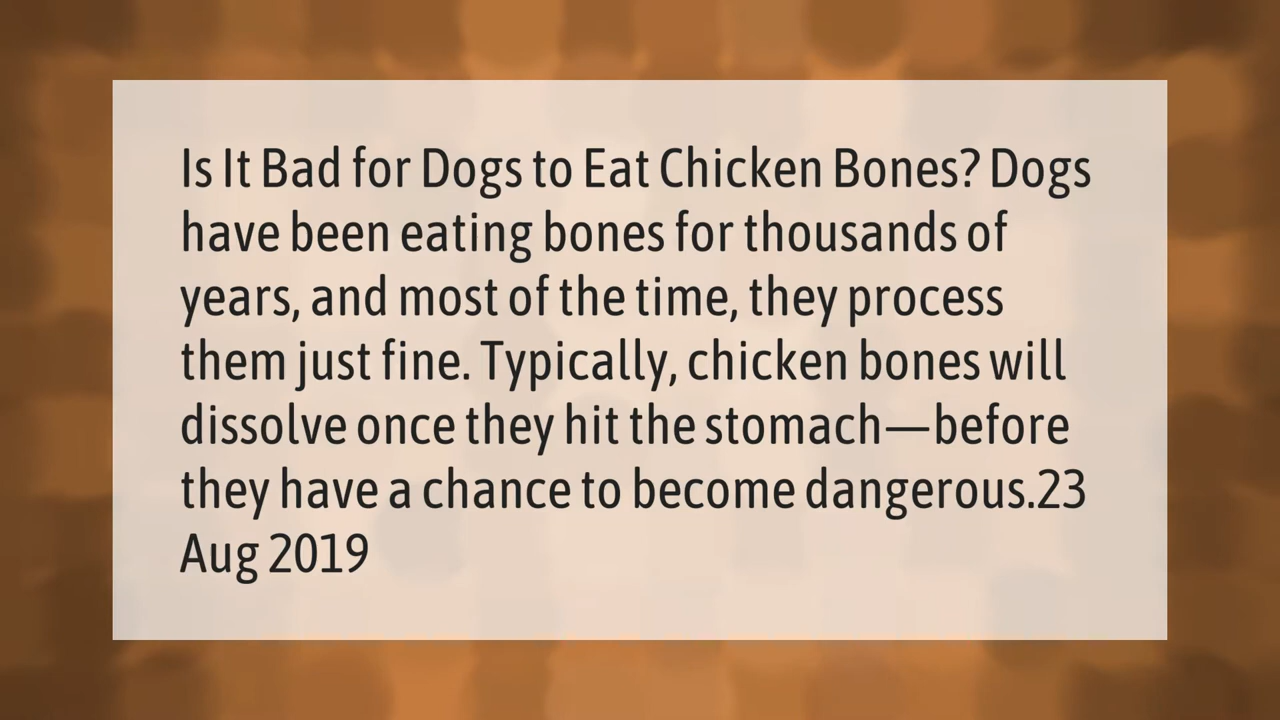 Is It Bad for Dogs to Eat Chicken Bones? Dogs
have been eating bones for thousands of
years, and most of the time, they process
them just fine. Typically, chicken bones will
dissolve once they hit the stomach—before
they have a chance to become dangerous.23
Aug 2019